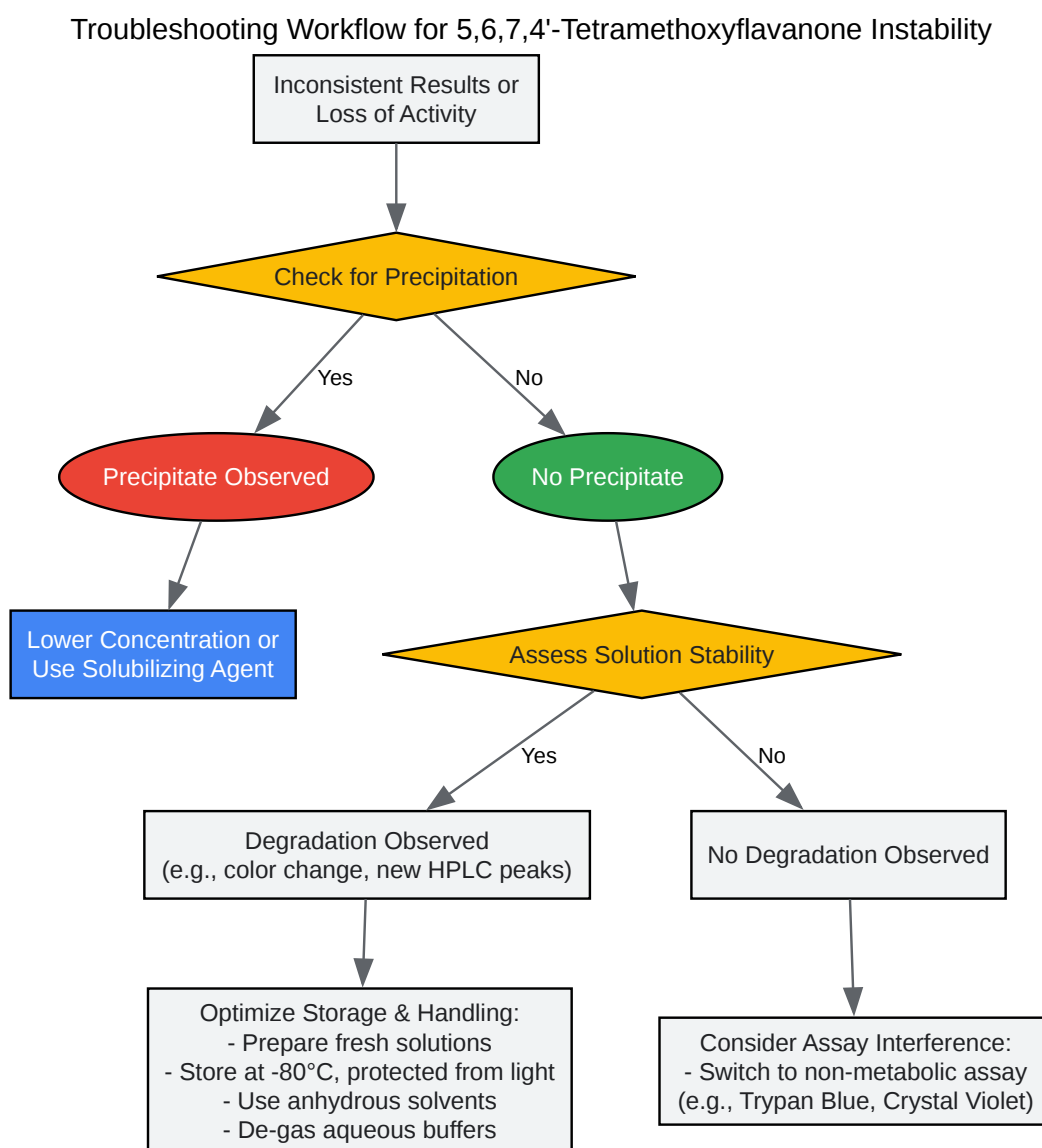 Troubleshooting Workflow for 5,6,7,4'-Tetramethoxyflavanone Instability
Inconsistent Results or
Loss of Activity
Check for Precipitation
Yes
No
Precipitate Observed
No Precipitate
Lower Concentration or
Use Solubilizing Agent
Assess Solution Stability
Yes
No
Degradation Observed
(e.g., color change, new HPLC peaks)
No Degradation Observed
Optimize Storage & Handling:
- Prepare fresh solutions
- Store at -80°C, protected from light
- Use anhydrous solvents
- De-gas aqueous buffers
Consider Assay Interference:
- Switch to non-metabolic assay
(e.g., Trypan Blue, Crystal Violet)